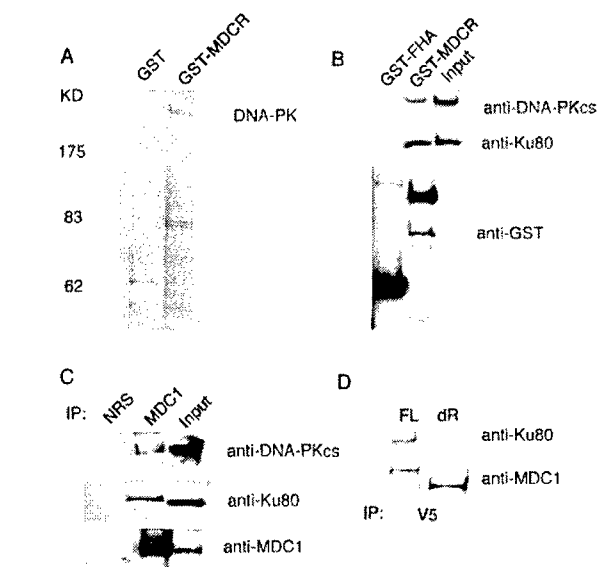 A
GST
GST-MDCR
KD
DNA-PK
175
83
62
B
GST-FHA
GST-MDCR
Input
anti-DNA-PKcs
anti-Ku80
anti-GST
C
IP: NRS MDC1 Input
anti-DNA-PKcs
anti-Ku80
anti-MDC1
D
FL dR
anti-Ku80
anti-MDC1
IP: V5